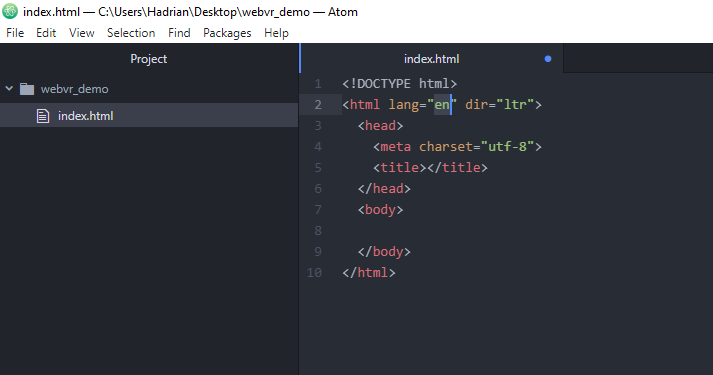 index.html — C:\Users\Hadrian\Desktop\webvr_demo — Atom
File Edit View Selection Find Packages Help
Project
webvr_demo
index.html
index.html
1 <!DOCTYPE html>
2 <html lang="en" dir="ltr">
3 <head>
4 <meta charset="utf-8">
5 <title></title>
6 </head>
7 <body>
8
9 </body>
10 </html>